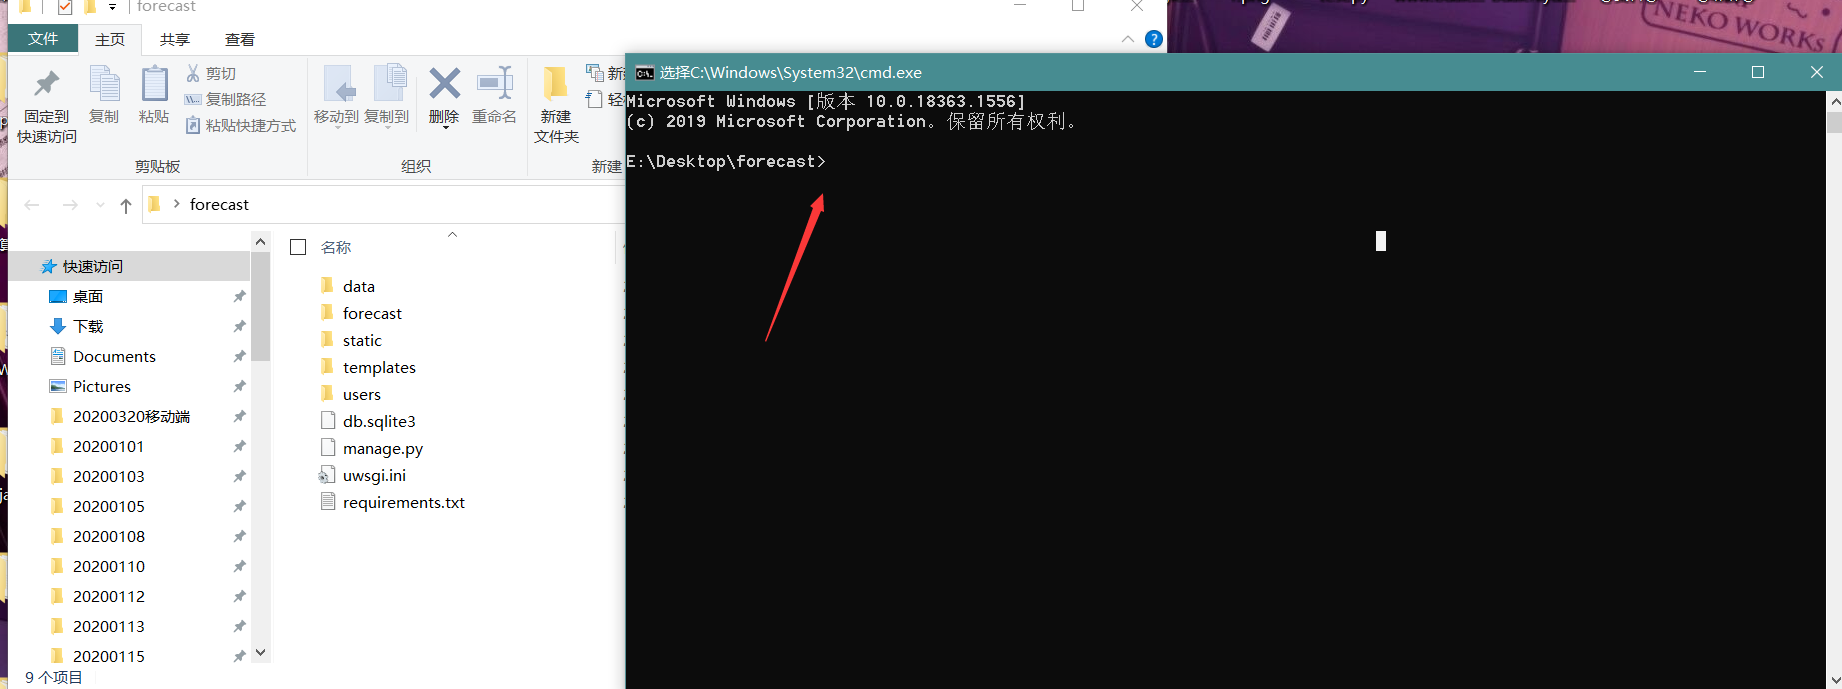 forecast
文件 主页 共享 查看
固定到
快速访问
复制
粘贴
剪切
复制路径
粘贴快捷方式
剪贴板
移动到
复制到
删除
重命名
组织
新建
文件夹
新建
forecast
名称
快速访问
桌面
下载
Documents
Pictures
20200320移动端
20200101
20200103
20200105
20200108
20200110
20200112
20200113
20200115
data
forecast
static
templates
users
db.sqlite3
manage.py
uwsgi.ini
requirements.txt
9 个项目
NEKO WORKS
选择C:\Windows\System32\cmd.exe
Microsoft Windows [版本 10.0.18363.1556]
(c) 2019 Microsoft Corporation。保留所有权利。
E:\Desktop\forecast>